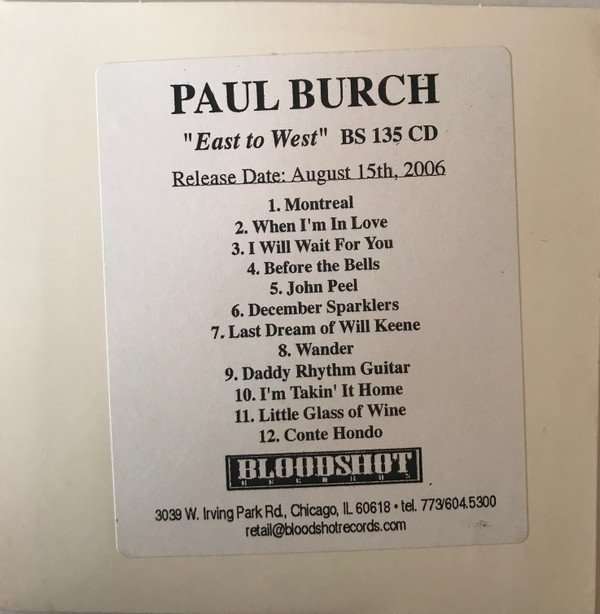 PAUL BURCH
"East to West" BS 135 CD
Release Date: August 15th, 2006
1. Montreal
2. When I'm In Love
3. I Will Wait For You
4. Before the Bells
5. John Peel
6. December Sparklers
7. Last Dream of Will Keene
8. Wander
9. Daddy Rhythm Guitar
10. I'm Takin' It Home
11. Little Glass of Wine
12. Conte Hondo
BLOODSHOT
RECORDS
3039 W. Irving Park Rd., Chicago, IL 60618 • tel. 773/604.5300
retail@bloodshotrecords.com